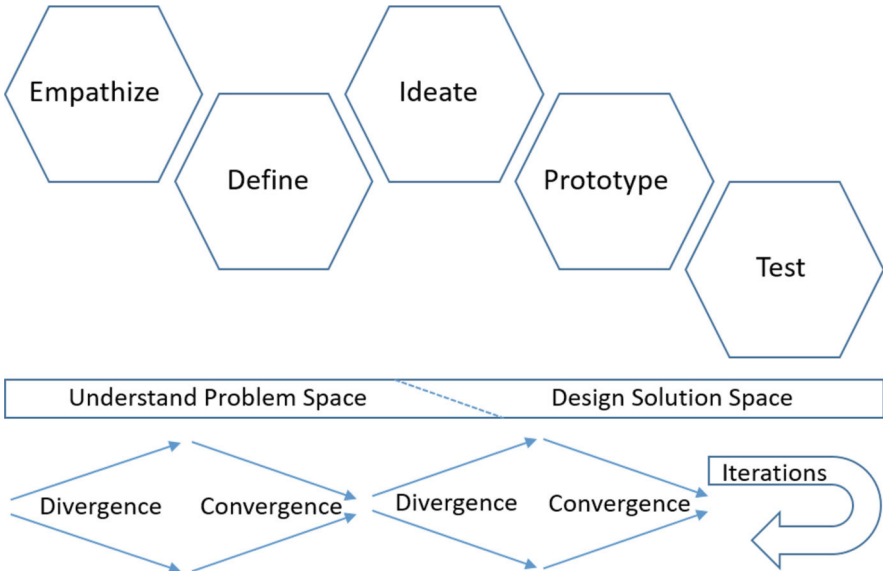 Empathize
Define
Ideate
Prototype
Test
Understand Problem Space
Design Solution Space
Divergence
Convergence
Divergence
Convergence
Iterations